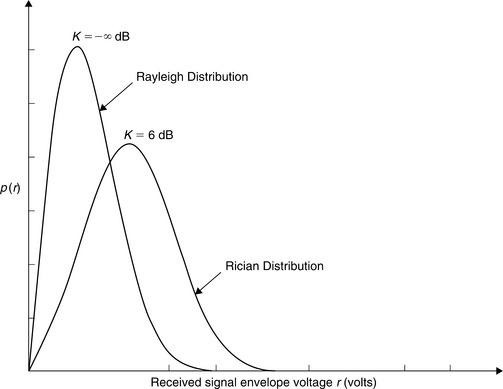 K = −∞ dB
Rayleigh Distribution
K = 6 dB
p(r)
Rician Distribution
Received signal envelope voltage r (volts)